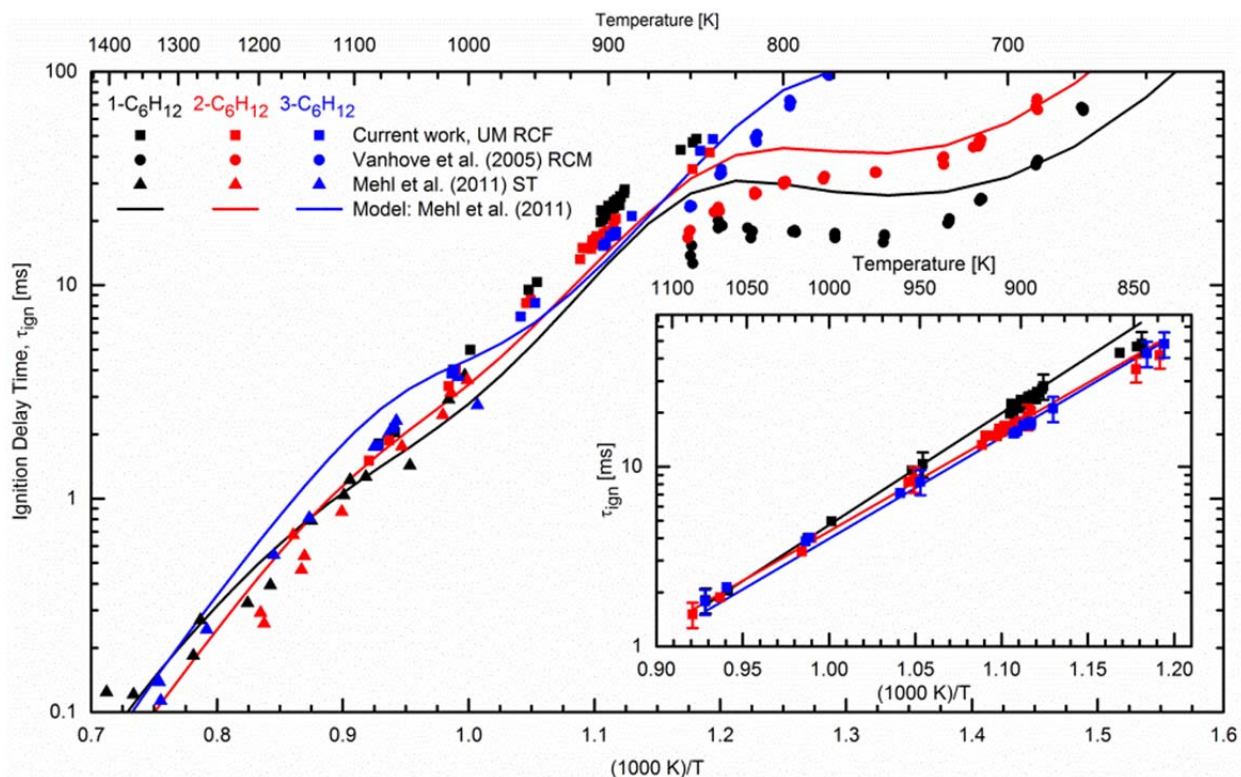 Temperature [K]
1400 1300 1200 1100 1000 900 800 700
100
10
1
0.1
Ignition Delay Time, τign [ms]
1-C6H12 2-C6H12 3-C6H12
Current work, UM RCF
Vanhove et al. (2005) RCM
Mehl et al. (2011) ST
Model: Mehl et al. (2011)
Temperature [K]
1080 1050 1000 950 900 850
τign [ms]
10
1
0.90 0.95 1.00 1.05 1.10 1.15 1.20
(1000 K)/T
0.7 0.8 0.9 1.0 1.1 1.2 1.3 1.4 1.5 1.6
(1000 K)/T